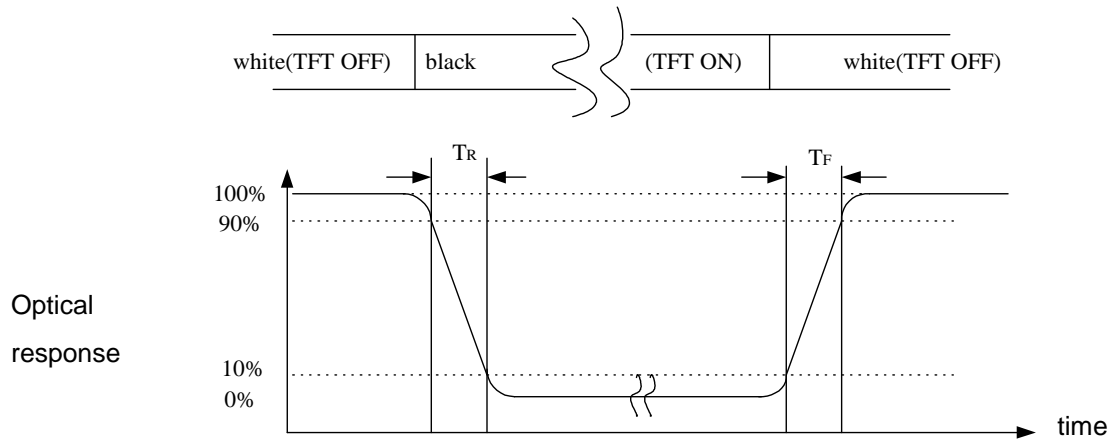 white(TFT OFF) black (TFT ON) white(TFT OFF)
TR TF
100%
90%
Optical
response
10%
0%
time